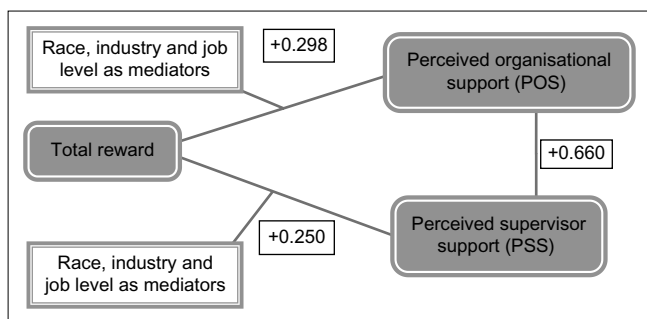 Race, industry and job
level as mediators
+0.298
Perceived organisational
support (POS)
Total reward
+0.660
Perceived supervisor
support (PSS)
+0.250
Race, industry and
job level as mediators